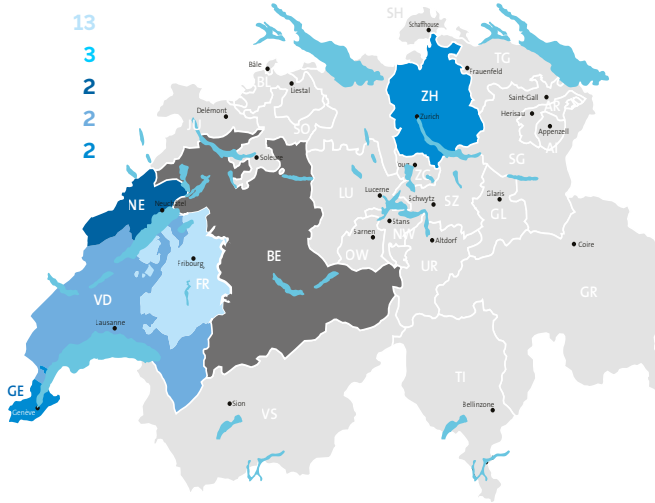 13
3
2
2
2
SH
Schaffhouse
Bâle
BL
Liestal
TG
Frauenfeld
ZH
Zurich
Saint-Gall
AR
Herisau
Appenzell
AI
Delémont
JU
SO
Soleure
SG
LU
Lucerne
Schwytz
SZ
Glaris
GL
NE
Neuchâtel
Stans
NW
Sarnen
OW
Altdorf
UR
Coire
GR
BE
Fribourg
FR
VD
Lausanne
GE
Genève
Sion
VS
TI
Bellinzone